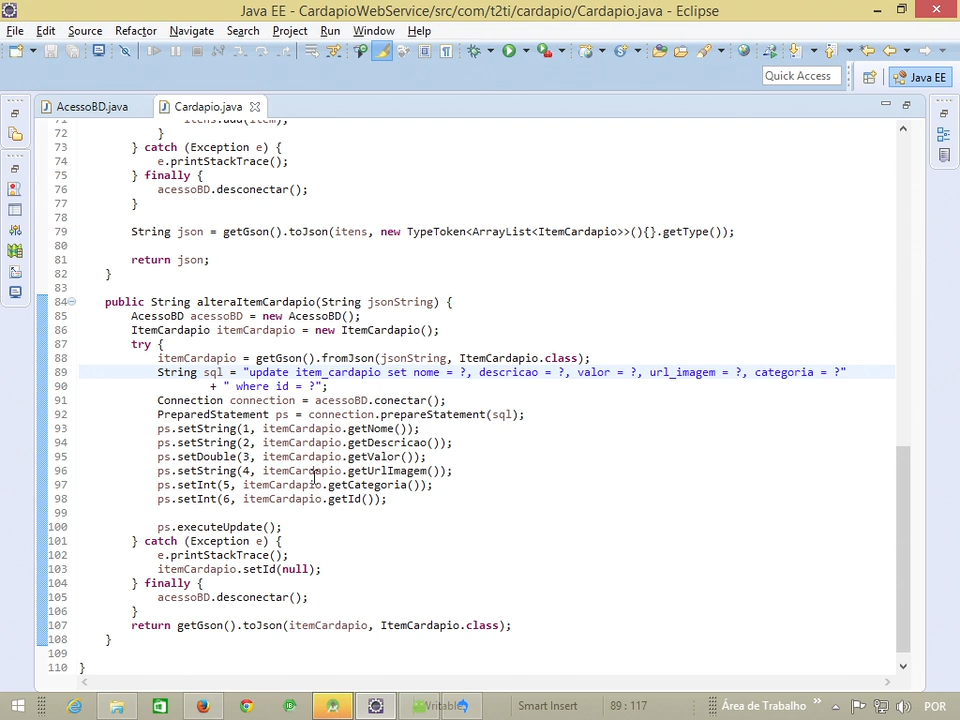 Java EE - CardapioWebService/src/com/t2ti/cardapio/Cardapio.java - Eclipse
File Edit Source Refactor Navigate Search Project Run Window Help
Quick Access
Java EE
AcessoBD.java
Cardapio.java
71 itens.add(item);
72 }
73 } catch (Exception e) {
74 e.printStackTrace();
75 } finally {
76 acessoBD.desconectar();
77 }
78
79 String json = getGson().toJson(itens, new TypeToken<ArrayList<ItemCardapio>>(){}.getType());
80
81 return json;
82 }
83
84 public String alteraItemCardapio(String jsonString) {
85 AcessoBD acessoBD = new AcessoBD();
86 ItemCardapio itemCardapio = new ItemCardapio();
87 try {
88 itemCardapio = getGson().fromJson(jsonString, ItemCardapio.class);
89 String sql = "update item_cardapio set nome = ?, descricao = ?, valor = ?, url_imagem = ?, categoria = ?"
90 + " where id = ?";
91 Connection connection = acessoBD.conectar();
92 PreparedStatement ps = connection.prepareStatement(sql);
93 ps.setString(1, itemCardapio.getNome());
94 ps.setString(2, itemCardapio.getDescricao());
95 ps.setDouble(3, itemCardapio.getValor());
96 ps.setString(4, itemCardapio.getUrlImagem());
97 ps.setInt(5, itemCardapio.getCategoria());
98 ps.setInt(6, itemCardapio.getId());
99
100 ps.executeUpdate();
101 } catch (Exception e) {
102 e.printStackTrace();
103 itemCardapio.setId(null);
104 } finally {
105 acessoBD.desconectar();
106 }
107 return getGson().toJson(itemCardapio, ItemCardapio.class);
108 }
109
110 }
Writable Smart Insert 89 : 117 Área de Trabalho POR